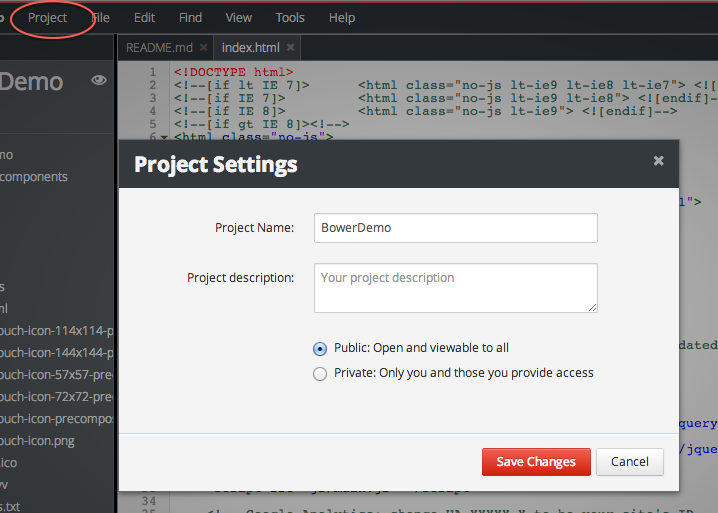 Project File Edit Find View Tools Help
README.md × index.html ×
Demo
1 <!DOCTYPE html>
2 <!--[if lt IE 7]> <html class="no-js lt-ie9 lt-ie8 lt-ie7"> <![
3 <!--[if IE 7]> <html class="no-js lt-ie9 lt-ie8"> <![endif]-
4 <!--[if IE 8]> <html class="no-js lt-ie9"> <![endif]-->
5 <!--[if gt IE 8]><!-->
6 <html class="no-js">
mo
components
s
ml
ouch-icon-114x114-p
ouch-icon-144x144-p
ouch-icon-57x57-prec
ouch-icon-72x72-prec
ouch-icon-precompos
ouch-icon.png
.ico
s.txt
Project Settings ×
Project Name: BowerDemo
Project description: Your project description
Public: Open and viewable to all
Private: Only you and those you provide access
Save Changes Cancel
l">
dated
query
/jque
34